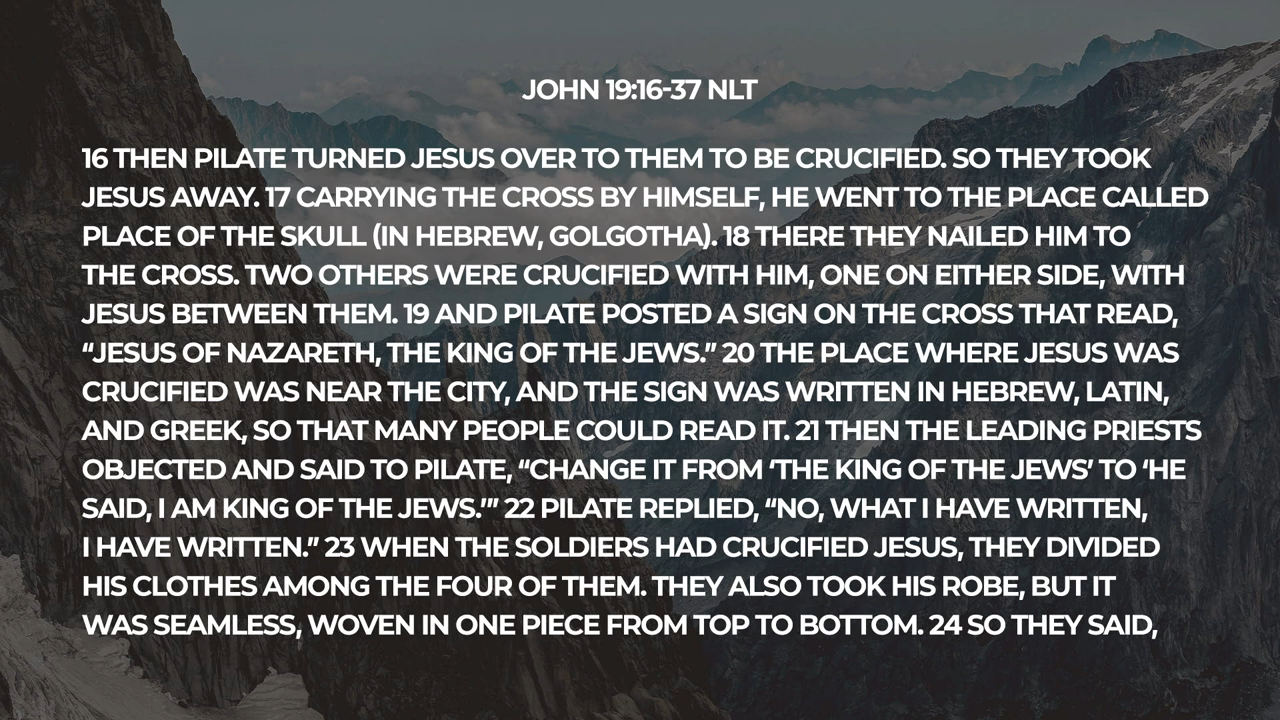 JOHN 19:16-37 NLT
16 THEN PILATE TURNED JESUS OVER TO THEM TO BE CRUCIFIED. SO THEY TOOK
JESUS AWAY. 17 CARRYING THE CROSS BY HIMSELF, HE WENT TO THE PLACE CALLED
PLACE OF THE SKULL (IN HEBREW, GOLGOTHA). 18 THERE THEY NAILED HIM TO
THE CROSS. TWO OTHERS WERE CRUCIFIED WITH HIM, ONE ON EITHER SIDE, WITH
JESUS BETWEEN THEM. 19 AND PILATE POSTED A SIGN ON THE CROSS THAT READ,
“JESUS OF NAZARETH, THE KING OF THE JEWS.” 20 THE PLACE WHERE JESUS WAS
CRUCIFIED WAS NEAR THE CITY, AND THE SIGN WAS WRITTEN IN HEBREW, LATIN,
AND GREEK, SO THAT MANY PEOPLE COULD READ IT. 21 THEN THE LEADING PRIESTS
OBJECTED AND SAID TO PILATE, “CHANGE IT FROM ‘THE KING OF THE JEWS’ TO ‘HE
SAID, I AM KING OF THE JEWS.’” 22 PILATE REPLIED, “NO, WHAT I HAVE WRITTEN,
I HAVE WRITTEN.” 23 WHEN THE SOLDIERS HAD CRUCIFIED JESUS, THEY DIVIDED
HIS CLOTHES AMONG THE FOUR OF THEM. THEY ALSO TOOK HIS ROBE, BUT IT
WAS SEAMLESS, WOVEN IN ONE PIECE FROM TOP TO BOTTOM. 24 SO THEY SAID,